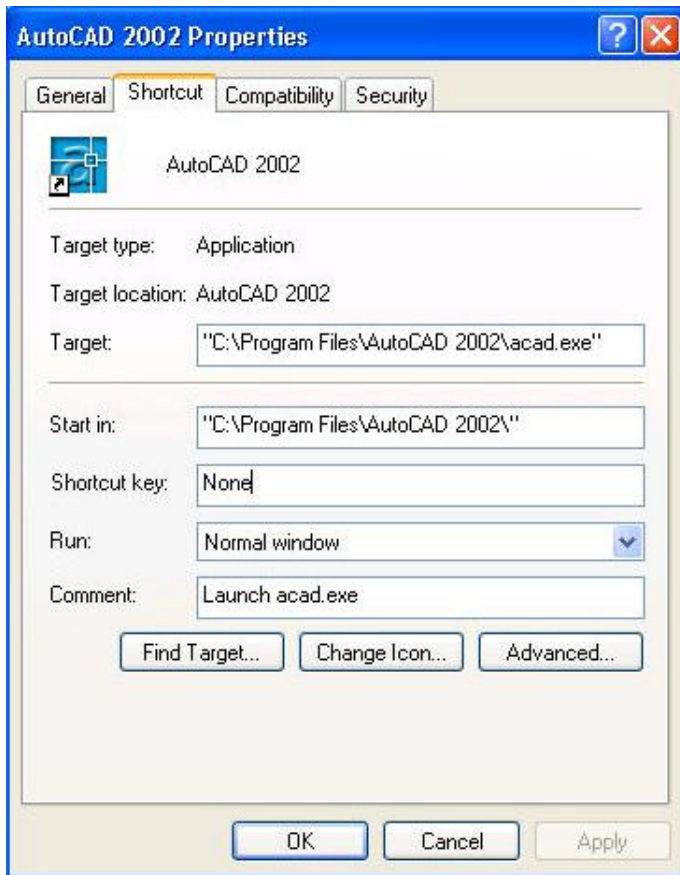 AutoCAD 2002 Properties
General Shortcut Compatibility Security
AutoCAD 2002
Target type: Application
Target location: AutoCAD 2002
Target: "C:\Program Files\AutoCAD 2002\acad.exe"
Start in: "C:\Program Files\AutoCAD 2002\"
Shortcut key: None
Run: Normal window
Comment: Launch acad.exe
Find Target... Change Icon... Advanced...
OK Cancel Apply